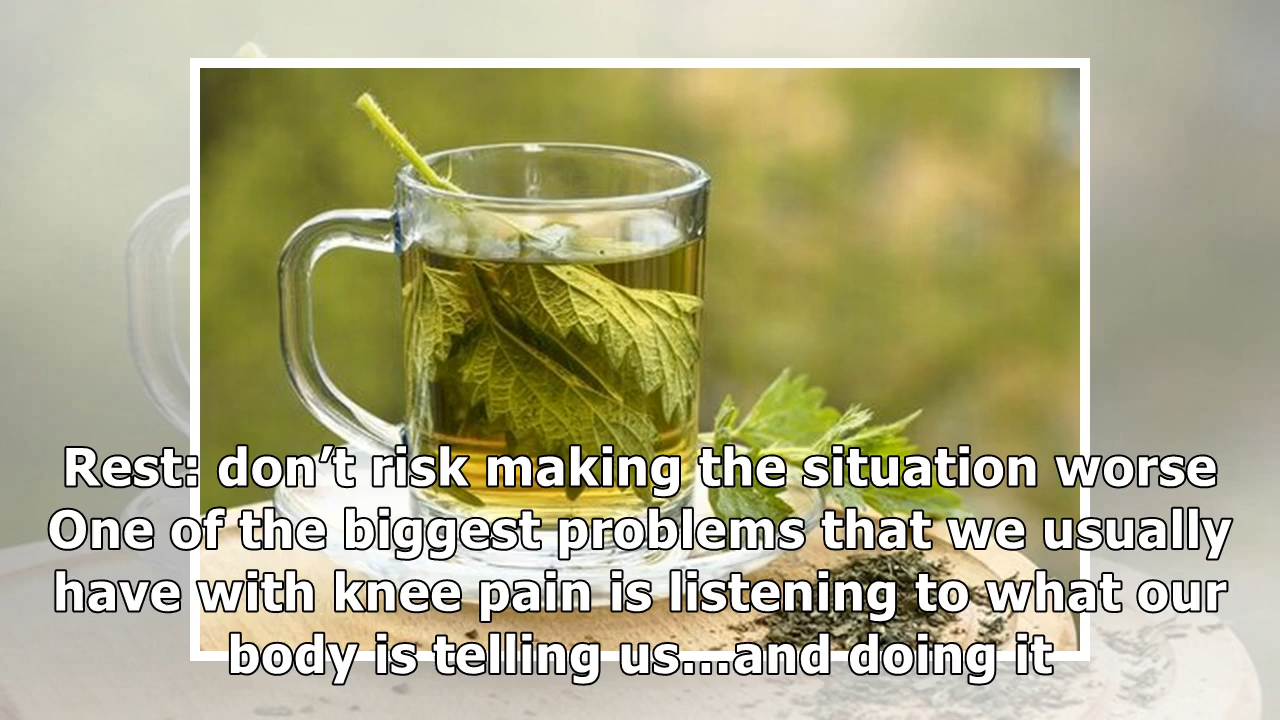 Rest: don’t risk making the situation worse
One of the biggest problems that we usually
have with knee pain is listening to what our
body is telling us...and doing it